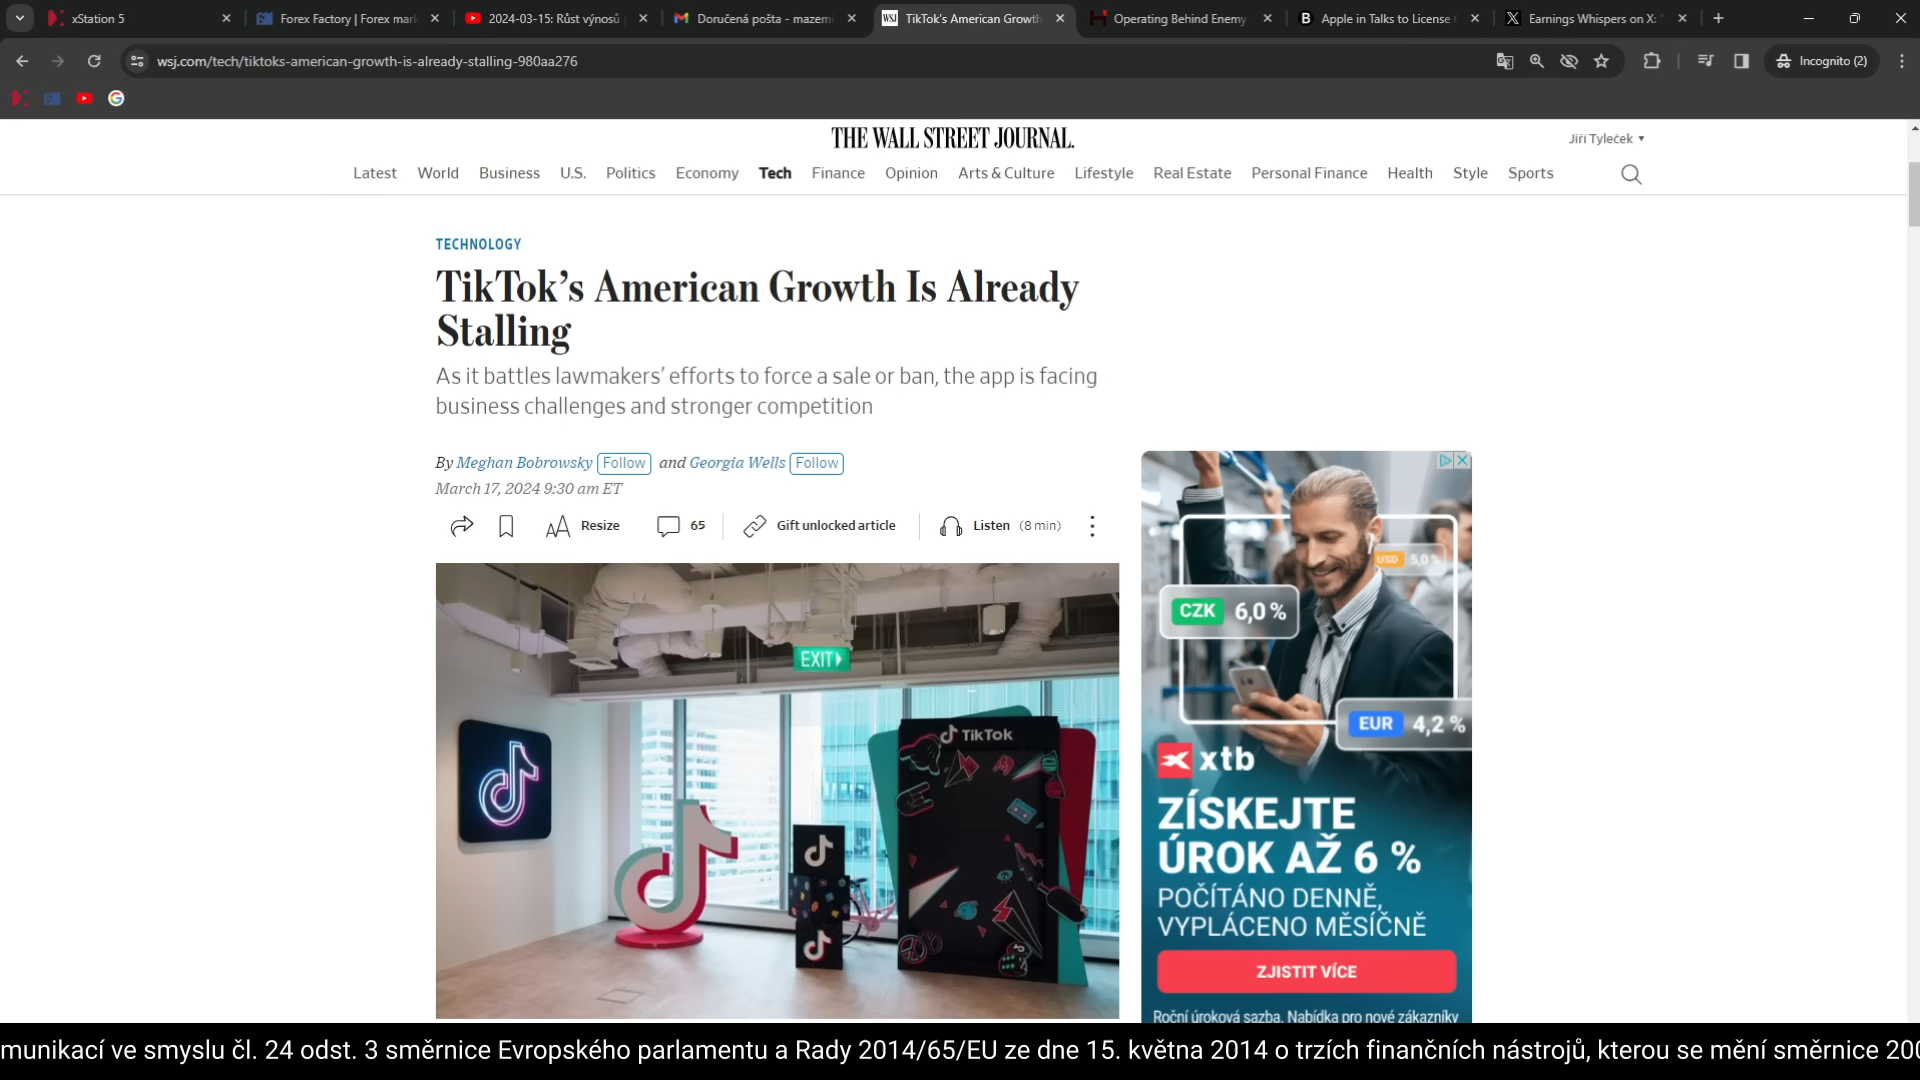 xStation 5
Forex Factory | Forex mark
2024-03-15: Růst výnosů
Doručená pošta - mazem
TikTok's American Growth
Operating Behind Enemy
Apple in Talks to License
Earnings Whispers on X:
wsj.com/tech/tiktoks-american-growth-is-already-stalling-980aa276
Incognito (2)
THE WALL STREET JOURNAL.
Jiří Tyleček
Latest World Business U.S. Politics Economy Tech Finance Opinion Arts & Culture Lifestyle Real Estate Personal Finance Health Style Sports
TECHNOLOGY
TikTok’s American Growth Is Already
Stalling
As it battles lawmakers’ efforts to force a sale or ban, the app is facing
business challenges and stronger competition
By Meghan Bobrowsky Follow and Georgia Wells Follow
March 17, 2024 9:30 am ET
AA Resize 65 Gift unlocked article Listen (8 min)
EXIT
TikTok
USD 5,0 %
CZK 6,0 %
EUR 4,2 %
xtb
ZÍSKEJTE
ÚROK AŽ 6 %
POČÍTÁNO DENNĚ,
VYPLÁCENO MĚSÍČNĚ
ZJISTIT VÍCE
Roční úroková sazba. Nabídka pro nové zákazníky
munikací ve smyslu čl. 24 odst. 3 směrnice Evropského parlamentu a Rady 2014/65/EU ze dne 15. května 2014 o trzích finančních nástrojů, kterou se mění směrnice 200